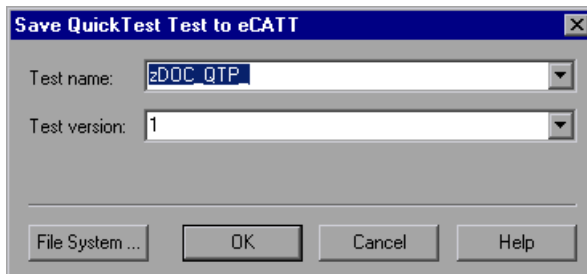 Save QuickTest Test to eCATT
Test name: zDOC_QTP_
Test version: 1
File System ... OK Cancel Help